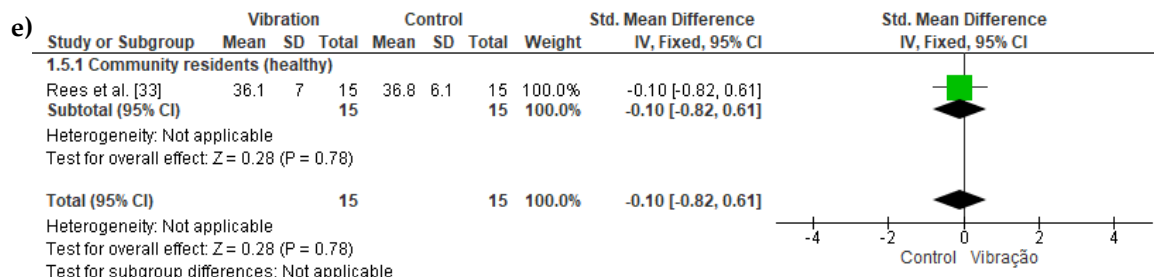 e)
Vibration Control Std. Mean Difference Std. Mean Difference
Study or Subgroup Mean SD Total Mean SD Total Weight IV, Fixed, 95% CI IV, Fixed, 95% CI
1.5.1 Community residents (healthy)
Rees et al. [33] 36.1 7 15 36.8 6.1 15 100.0% -0.10 [-0.82, 0.61]
Subtotal (95% CI) 15 15 100.0% -0.10 [-0.82, 0.61]
Heterogeneity: Not applicable
Test for overall effect: Z = 0.28 (P = 0.78)
Total (95% CI) 15 15 100.0% -0.10 [-0.82, 0.61]
Heterogeneity: Not applicable
Test for overall effect: Z = 0.28 (P = 0.78)
Test for subgroup differences: Not applicable
-4 -2 0 2 4
Control Vibração